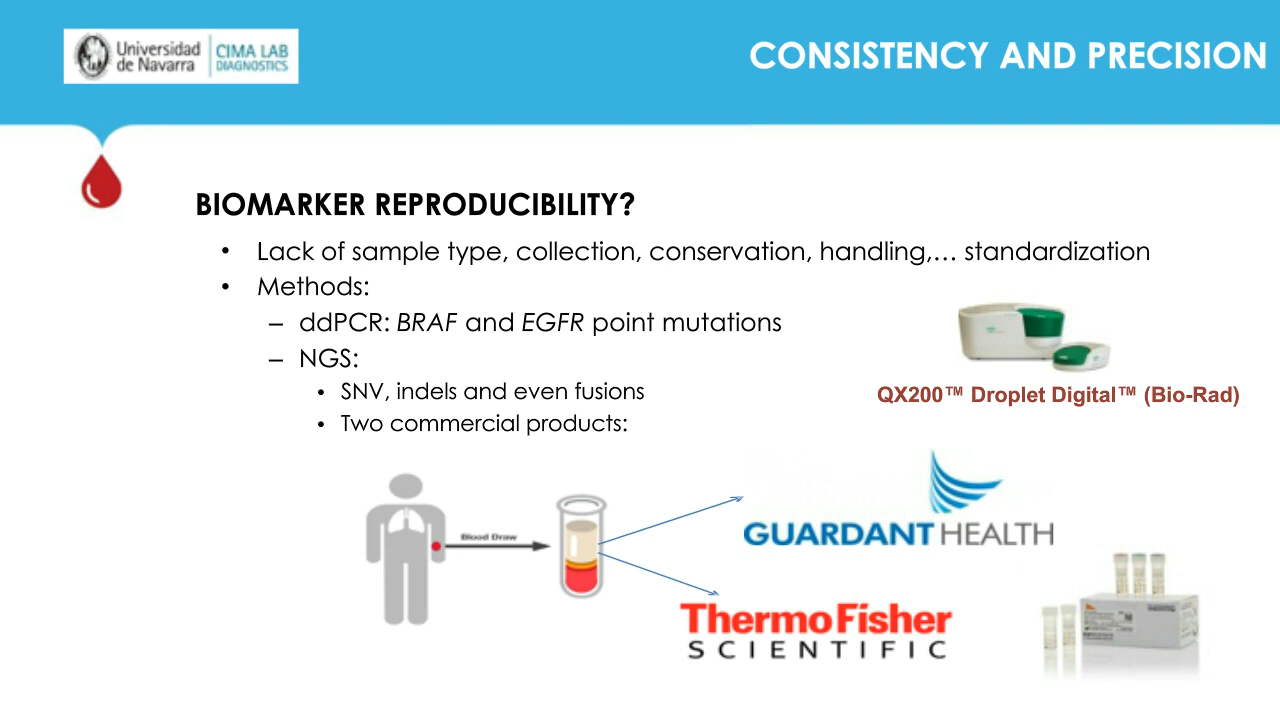 Universidad
de Navarra
CIMA LAB
DIAGNOSTICS
CONSISTENCY AND PRECISION
BIOMARKER REPRODUCIBILITY?
• Lack of sample type, collection, conservation, handling,… standardization
• Methods:
– ddPCR: BRAF and EGFR point mutations
– NGS:
• SNV, indels and even fusions
• Two commercial products:
QX200™ Droplet Digital™ (Bio-Rad)
Blood Draw
GUARDANT HEALTH
ThermoFisher
SCIENTIFIC